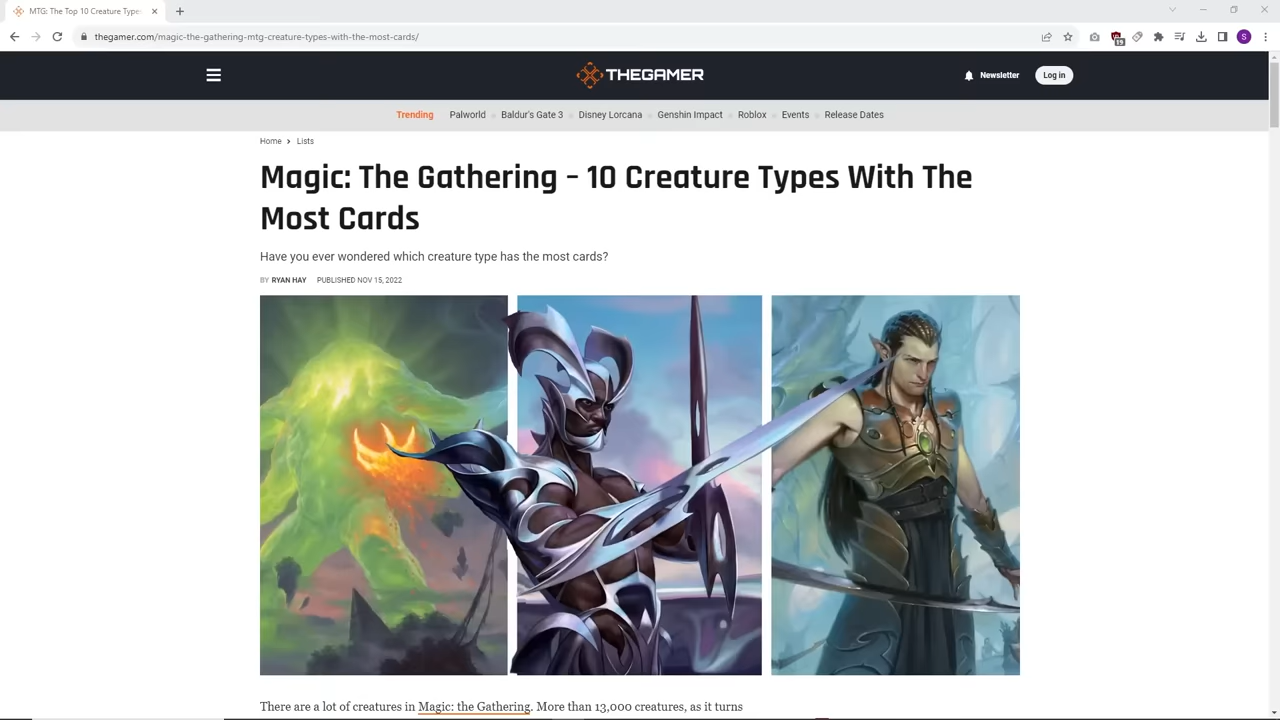 MTG: The Top 10 Creature Type
thegamer.com/magic-the-gathering-mtg-creature-types-with-the-most-cards/
15
S
THEGAMER
Newsletter
Log in
Trending Palworld Baldur's Gate 3 Disney Lorcana Genshin Impact Roblox Events Release Dates
Home > Lists
Magic: The Gathering – 10 Creature Types With The
Most Cards
Have you ever wondered which creature type has the most cards?
BY RYAN HAY PUBLISHED NOV 15, 2022
There are a lot of creatures in Magic: the Gathering. More than 13,000 creatures, as it turns